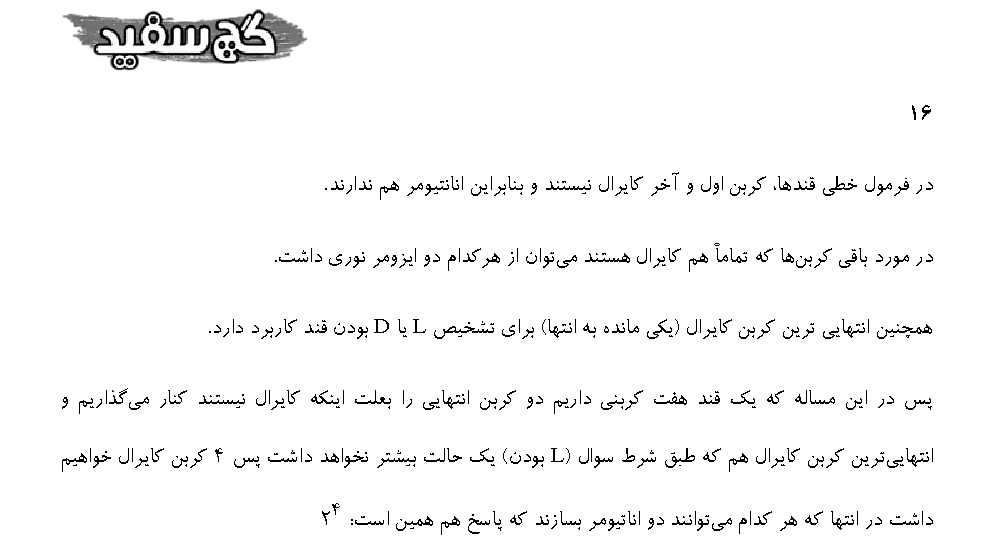 گچ سفید
۱۶
در فرمول خطی قندها، کربن اول و آخر کایرال نیستند و بنابراین انانتیومر هم ندارند.
در مورد باقی کربن‌ها که تماماً هم کایرال هستند می‌توان از هرکدام دو ایزومر نوری داشت.
همچنین انتهایی ترین کربن کایرال (یکی مانده به انتها) برای تشخیص L یا D بودن قند کاربرد دارد.
پس در این مساله که یک قند هفت کربنی داریم دو کربن انتهایی را بعلت اینکه کایرال نیستند کنار می‌گذاریم و
انتهایی‌ترین کربن کایرال هم که طبق شرط سوال (L بودن) یک حالت بیشتر نخواهد داشت پس ۴ کربن کایرال خواهیم
داشت در انتها که هر کدام می‌توانند دو اناتیومر بسازند که پاسخ هم همین است: ۲^۴